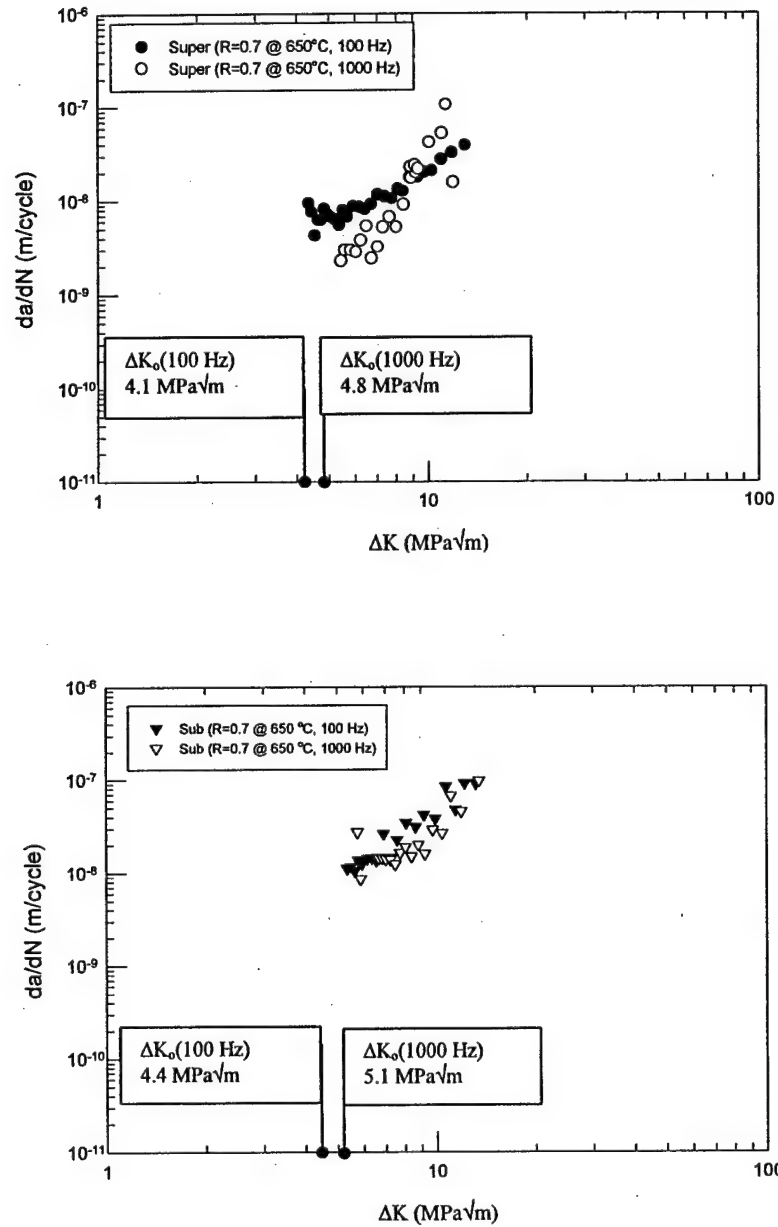 Super (R=0.7 @ 650°C, 100 Hz)
Super (R=0.7 @ 650°C, 1000 Hz)
10⁻⁶
10⁻⁷
10⁻⁸
10⁻⁹
10⁻¹⁰
10⁻¹¹
da/dN (m/cycle)
ΔKₒ(100 Hz)
4.1 MPa√m
ΔKₒ(1000 Hz)
4.8 MPa√m
1
10
100
ΔK (MPa√m)
10⁻⁶
10⁻⁷
10⁻⁸
10⁻⁹
10⁻¹⁰
10⁻¹¹
da/dN (m/cycle)
Sub (R=0.7 @ 650 °C, 100 Hz)
Sub (R=0.7 @ 650 °C, 1000 Hz)
ΔKₒ(100 Hz)
4.4 MPa√m
ΔKₒ(1000 Hz)
5.1 MPa√m
1
10
100
ΔK (MPa√m)